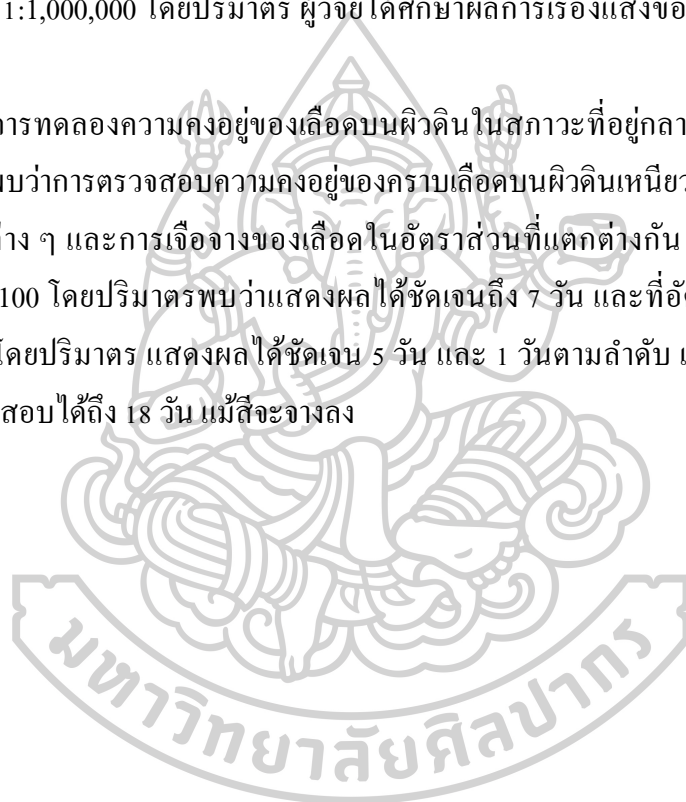 1:1,000,000 โดยปริมาตร ผู้วิจัยได้ศึกษาผลการเรืองแสงของ
ารทดลองความคงอยู่ของเลือดบนผิวดินในสภาวะที่อยู่กลา
พบว่าการตรวจสอบความคงอยู่ของคราบเลือดบนผิวดินเหนียว
าง ๆ และการเจือจางของเลือดในอัตราส่วนที่แตกต่างกัน
100 โดยปริมาตรพบว่าแสดงผลได้ชัดเจนถึง 7 วัน และที่อั
โดยปริมาตร แสดงผลได้ชัดเจน 5 วัน และ 1 วันตามลำดับ
สอบได้ถึง 18 วัน แม้สีจะจางลง
มหาวิทยาลัยศิลปากร